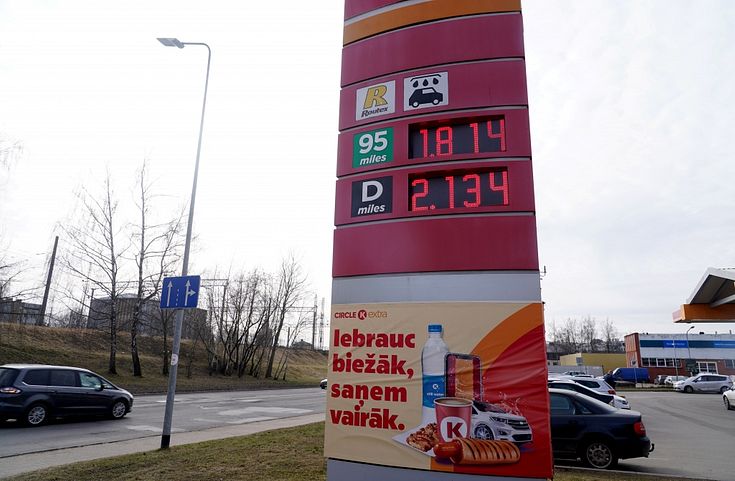 R
Routex
95
miles
1.814
D
miles
2.134
CIRCLE K extra
Iebrauc
biežāk,
saņem
vairāk.
K